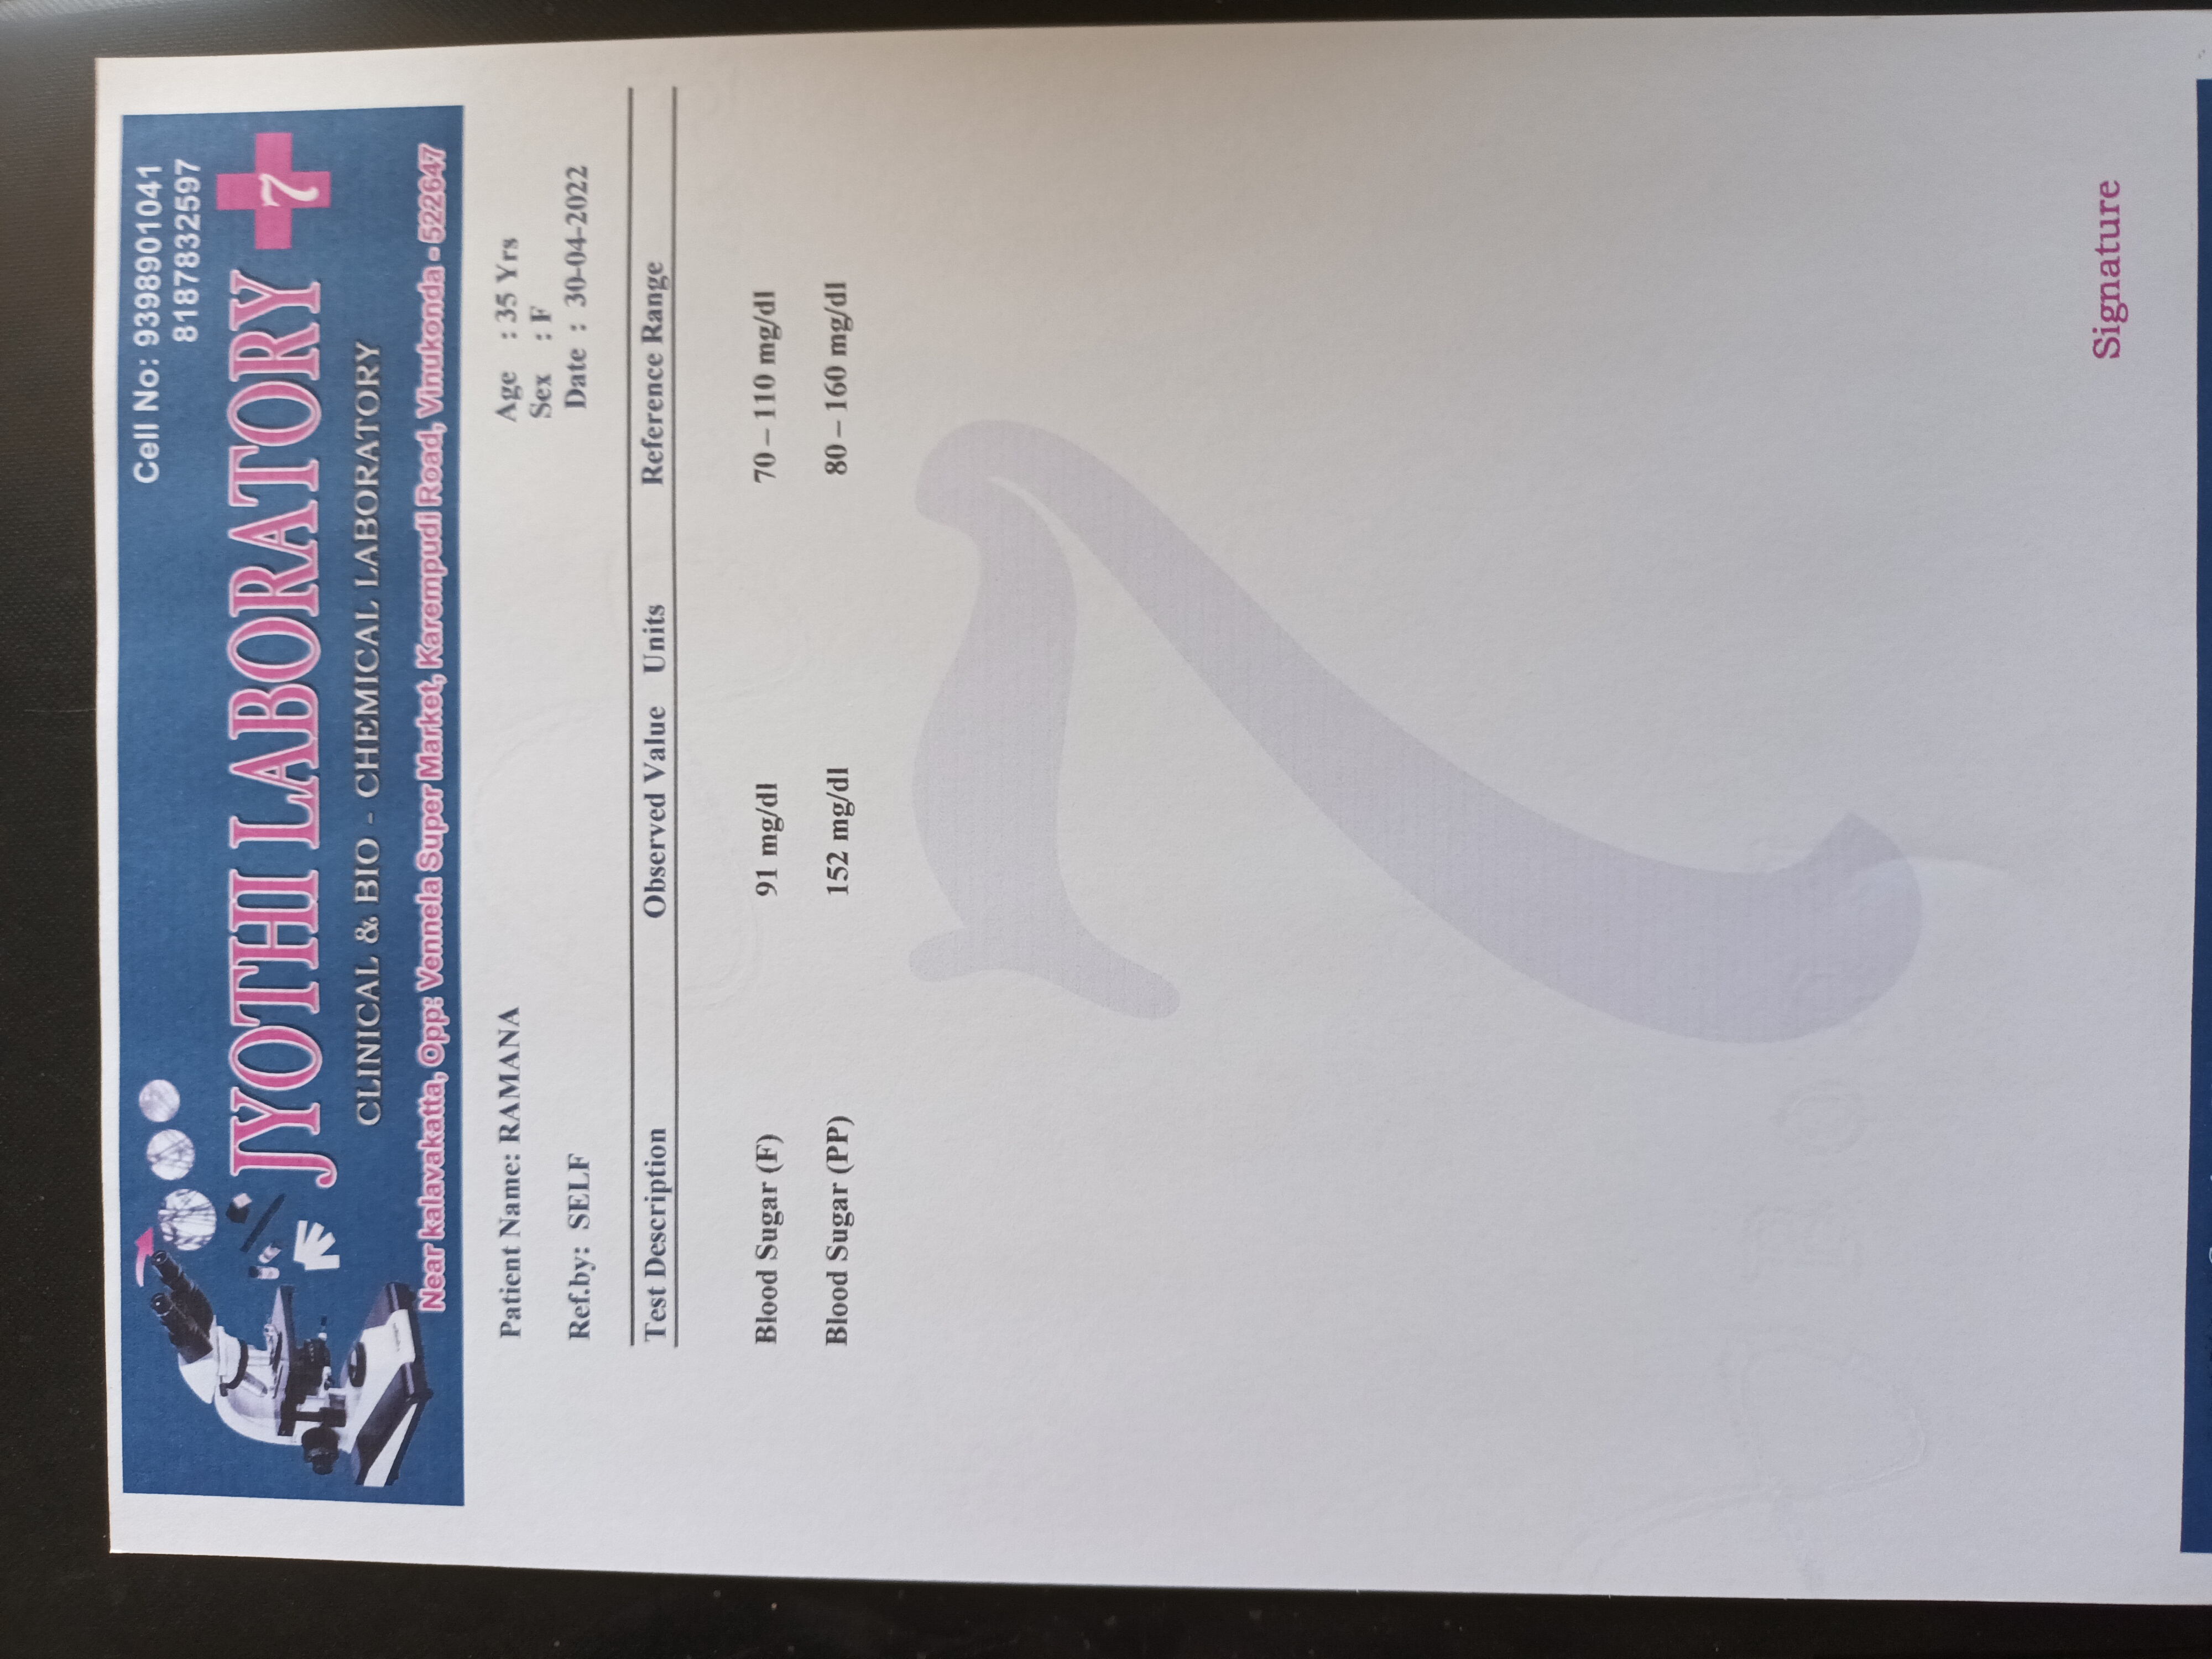 Cell No: 9398901041
8187832597
JYOTHI LABORATORY 7
CLINICAL & BIO - CHEMICAL LABORATORY
Near kalavakatta, Opp: Vennela Super Market, Karempudi Road, Vinukonda - 522647
Patient Name: RAMANA Age : 35 Yrs
Sex : F
Ref.by: SELF Date : 30-04-2022
Test Description Observed Value Units Reference Range
Blood Sugar (F) 91 mg/dl 70 – 110 mg/dl
Blood Sugar (PP) 152 mg/dl 80 – 160 mg/dl
Signature